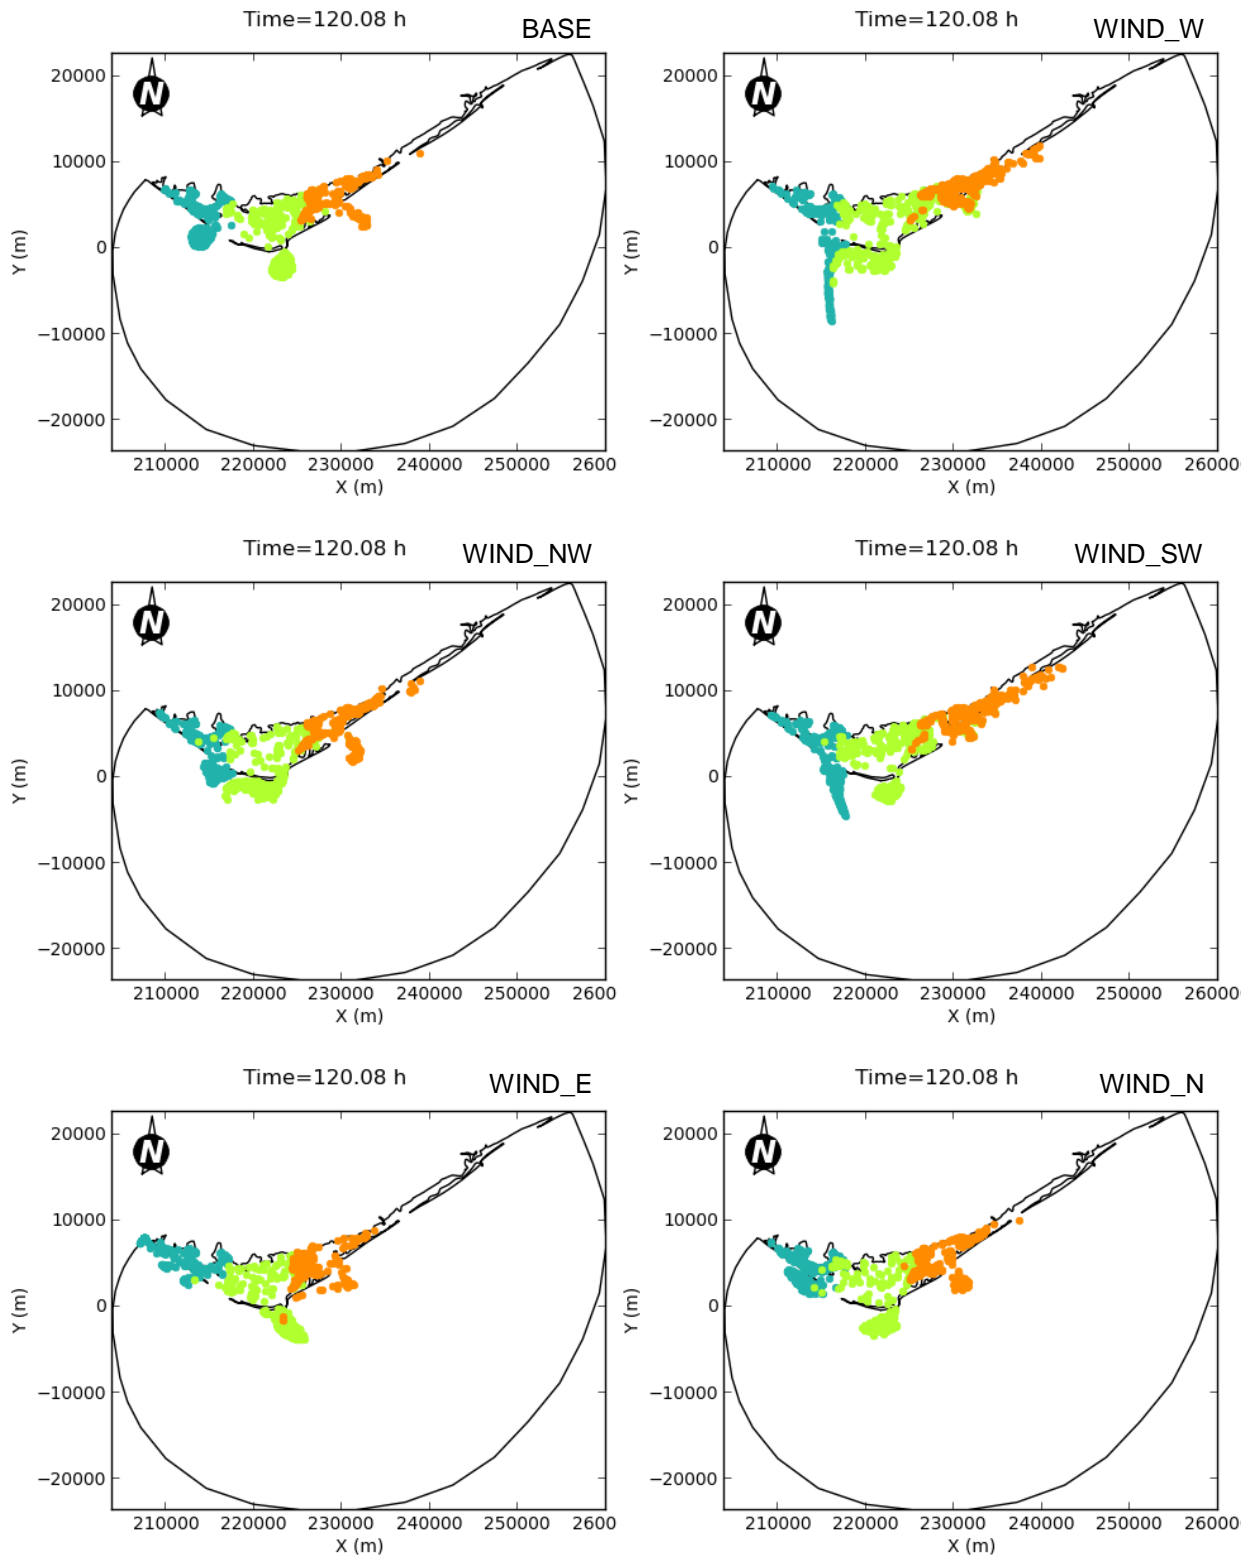 Time=120.08 h BASE
20000
N
10000
0
−10000
−20000
Y (m)
210000 220000 230000 240000 250000 2600
X (m)
Time=120.08 h WIND_W
20000
N
10000
0
−10000
−20000
Y (m)
210000 220000 230000 240000 250000 26000
X (m)
Time=120.08 h WIND_NW
20000
N
10000
0
−10000
−20000
Y (m)
210000 220000 230000 240000 250000 2600
X (m)
Time=120.08 h WIND_SW
20000
N
10000
0
−10000
−20000
Y (m)
210000 220000 230000 240000 250000 26000
X (m)
Time=120.08 h WIND_E
20000
N
10000
0
−10000
−20000
Y (m)
210000 220000 230000 240000 250000 2600
X (m)
Time=120.08 h WIND_N
20000
N
10000
0
−10000
−20000
Y (m)
210000 220000 230000 240000 250000 26000
X (m)